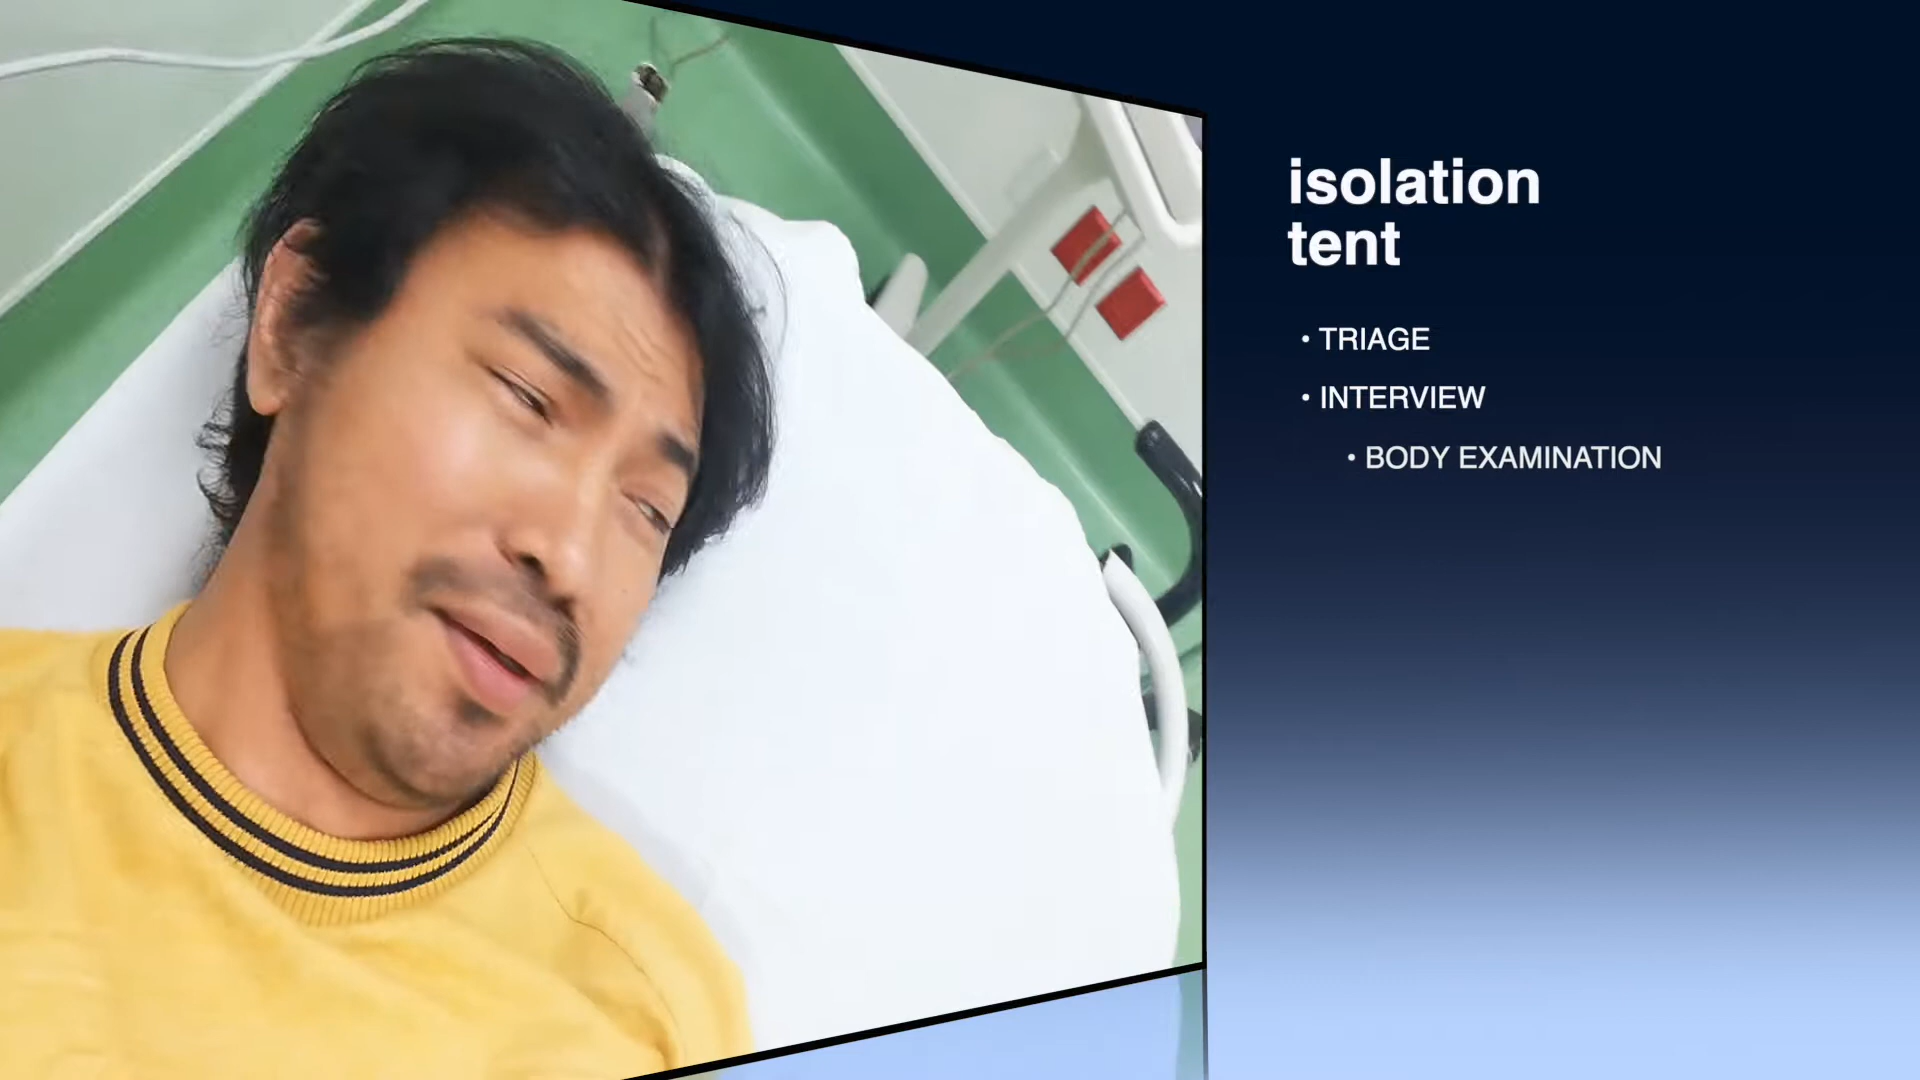 isolation
tent
• TRIAGE
• INTERVIEW
• BODY EXAMINATION